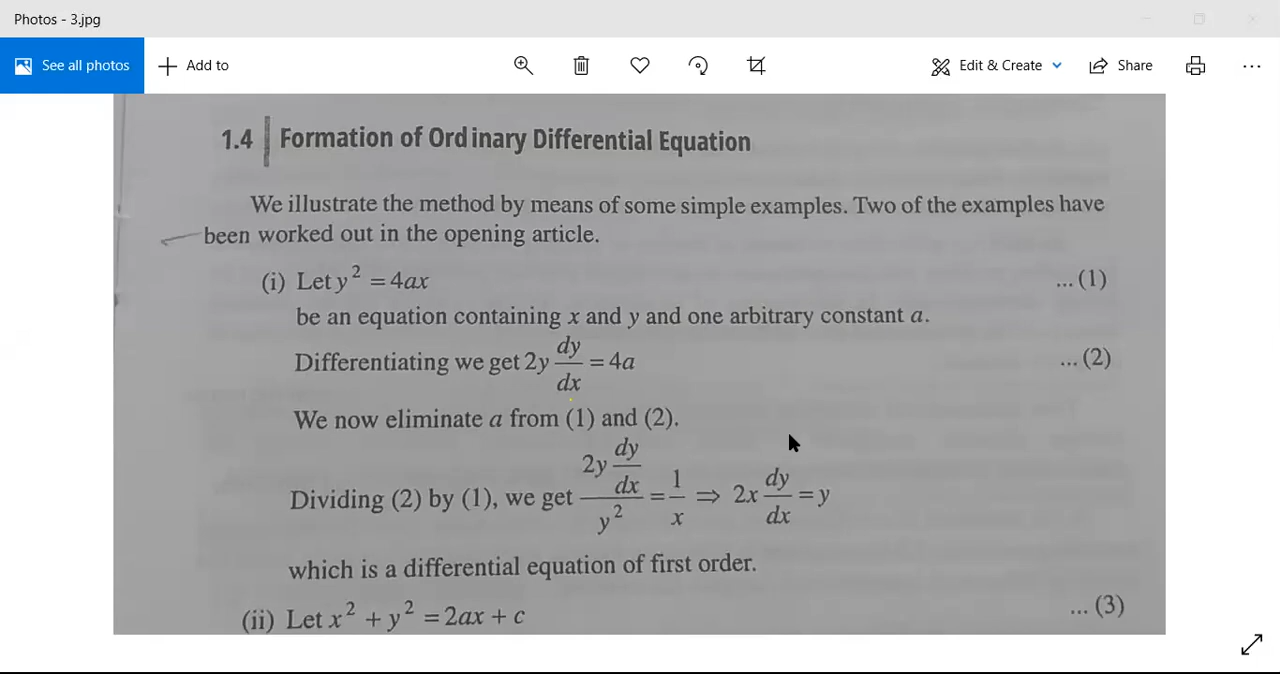 Photos - 3.jpg
See all photos
Add to
Edit & Create
Share
1.4 Formation of Ordinary Differential Equation
We illustrate the method by means of some simple examples. Two of the examples have
been worked out in the opening article.
(i) Let y² = 4ax ... (1)
be an equation containing x and y and one arbitrary constant a.
Differentiating we get 2y dy/dx = 4a ... (2)
We now eliminate a from (1) and (2).
Dividing (2) by (1), we get (2y dy/dx)/y² = 1/x ⇒ 2x dy/dx = y
which is a differential equation of first order.
(ii) Let x² + y² = 2ax + c ... (3)